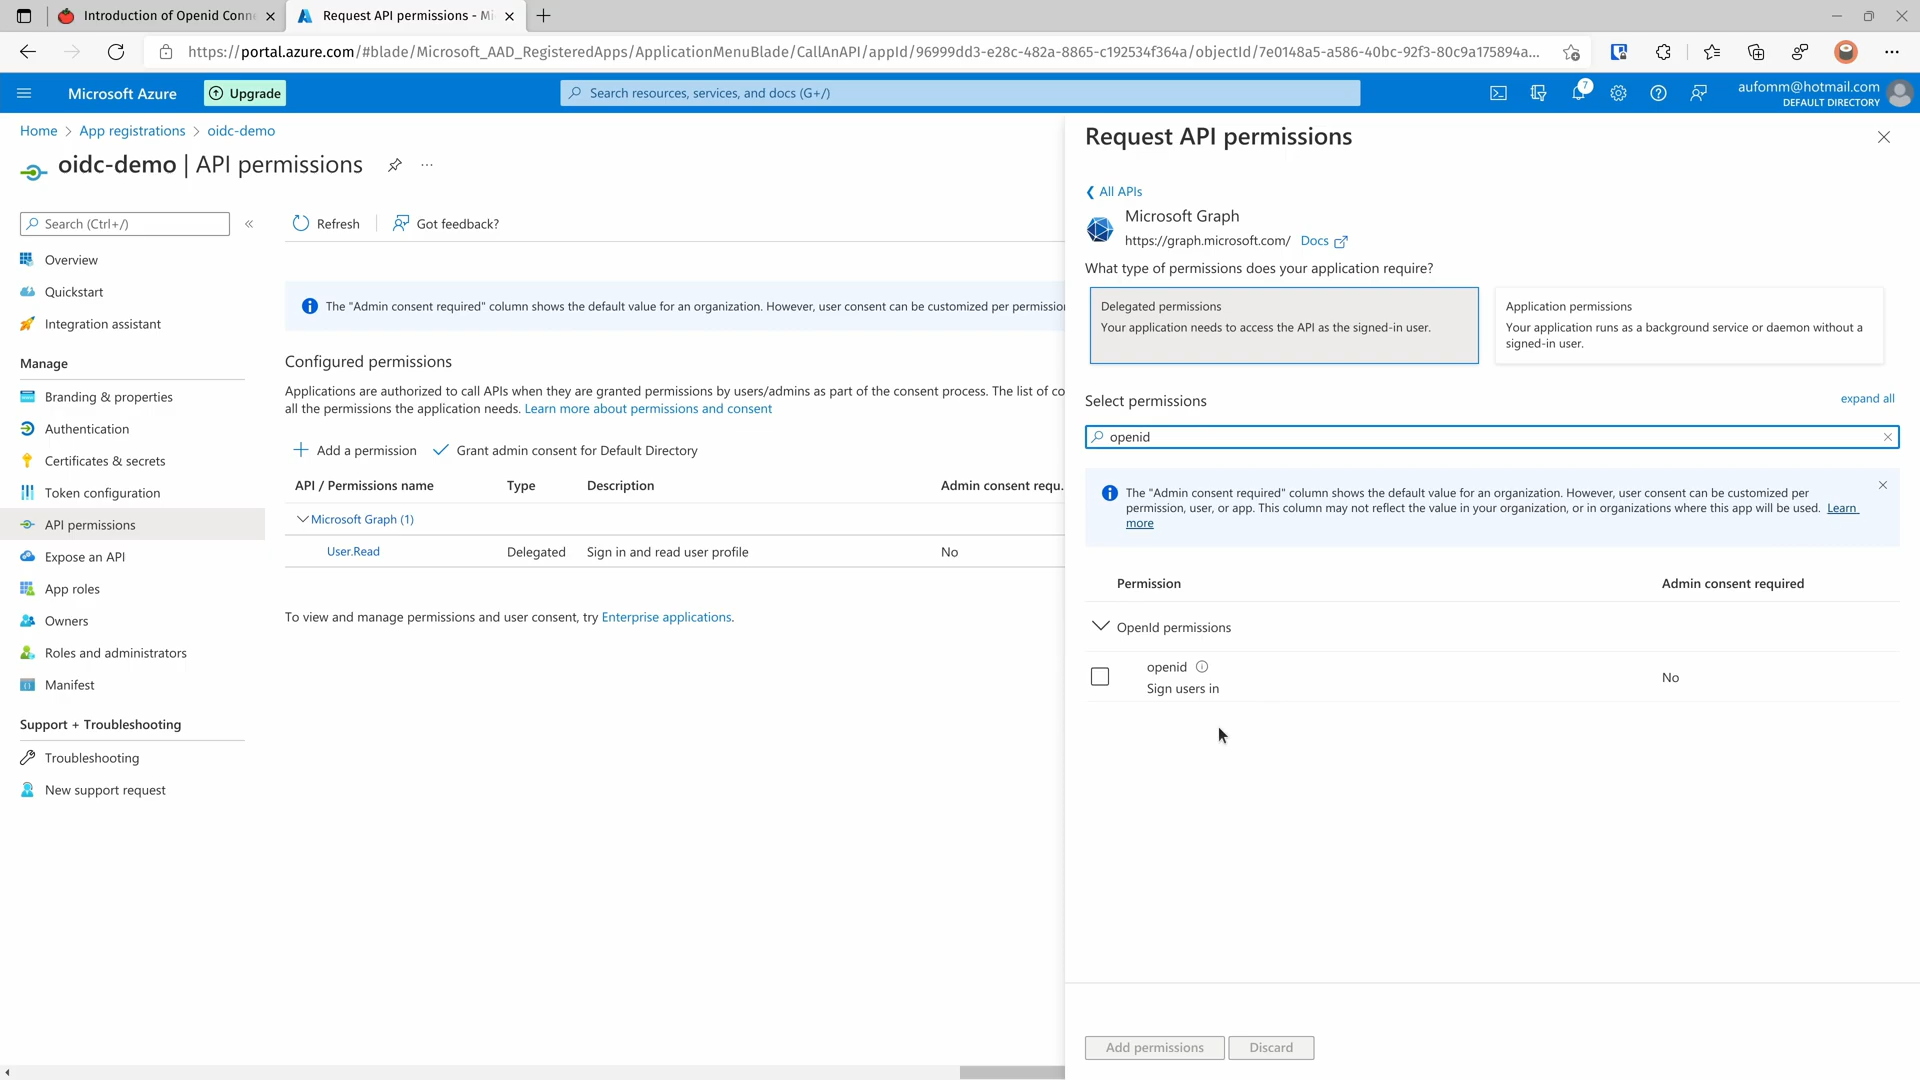 Introduction of Openid Conne
Request API permissions - Mi
https://portal.azure.com/#blade/Microsoft_AAD_RegisteredApps/ApplicationMenuBlade/CallAnAPI/appId/96999dd3-e28c-482a-8865-c192534f364a/objectId/7e0148a5-a586-40bc-92f3-80c9a175894a...
Microsoft Azure
Upgrade
Search resources, services, and docs (G+/)
7
aufomm@hotmail.com
DEFAULT DIRECTORY
Home > App registrations > oidc-demo
oidc-demo | API permissions
Search (Ctrl+/)
Overview
Quickstart
Integration assistant
Manage
Branding & properties
Authentication
Certificates & secrets
Token configuration
API permissions
Expose an API
App roles
Owners
Roles and administrators
Manifest
Support + Troubleshooting
Troubleshooting
New support request
Refresh
Got feedback?
The "Admin consent required" column shows the default value for an organization. However, user consent can be customized per permission
Configured permissions
Applications are authorized to call APIs when they are granted permissions by users/admins as part of the consent process. The list of co
all the permissions the application needs. Learn more about permissions and consent
Add a permission
Grant admin consent for Default Directory
API / Permissions name Type Description Admin consent requ.
Microsoft Graph (1)
User.Read Delegated Sign in and read user profile No
To view and manage permissions and user consent, try Enterprise applications.
Request API permissions
All APIs
Microsoft Graph
https://graph.microsoft.com/ Docs
What type of permissions does your application require?
Delegated permissions
Your application needs to access the API as the signed-in user.
Application permissions
Your application runs as a background service or daemon without a
signed-in user.
Select permissions
expand all
openid
The "Admin consent required" column shows the default value for an organization. However, user consent can be customized per
permission, user, or app. This column may not reflect the value in your organization, or in organizations where this app will be used. Learn
more
Permission Admin consent required
OpenId permissions
openid
Sign users in
No
Add permissions
Discard